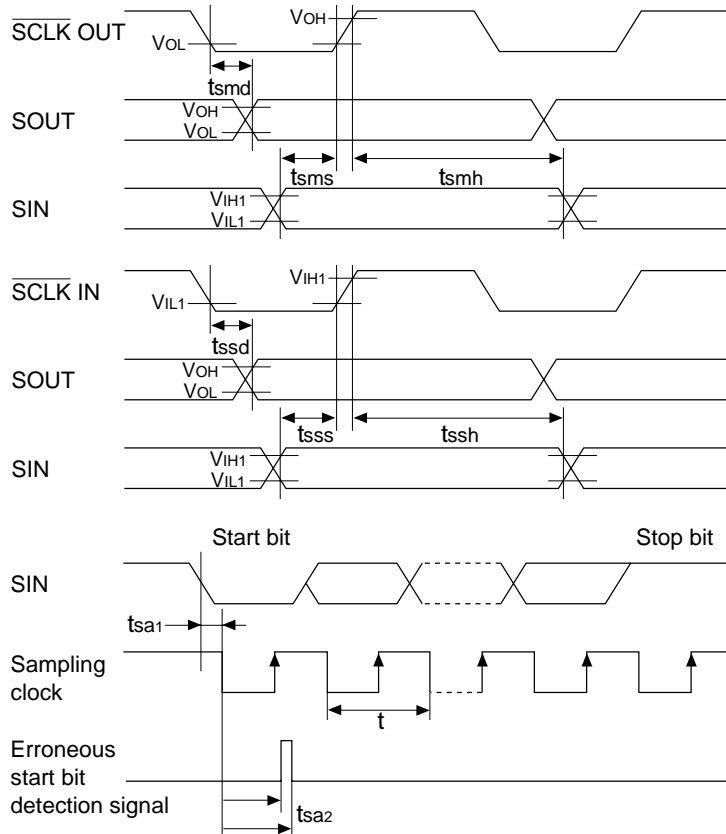 SCLK OUT
VOH
VOL
tsmd
SOUT
VOH
VOL
tsms
tsmh
SIN
VIH1
VIL1
SCLK IN
VIH1
VIL1
tssd
SOUT
VOH
VOL
tsss
tssh
SIN
VIH1
VIL1
Start bit
Stop bit
SIN
tsa1
Sampling
clock
t
Erroneous
start bit
detection signal
tsa2